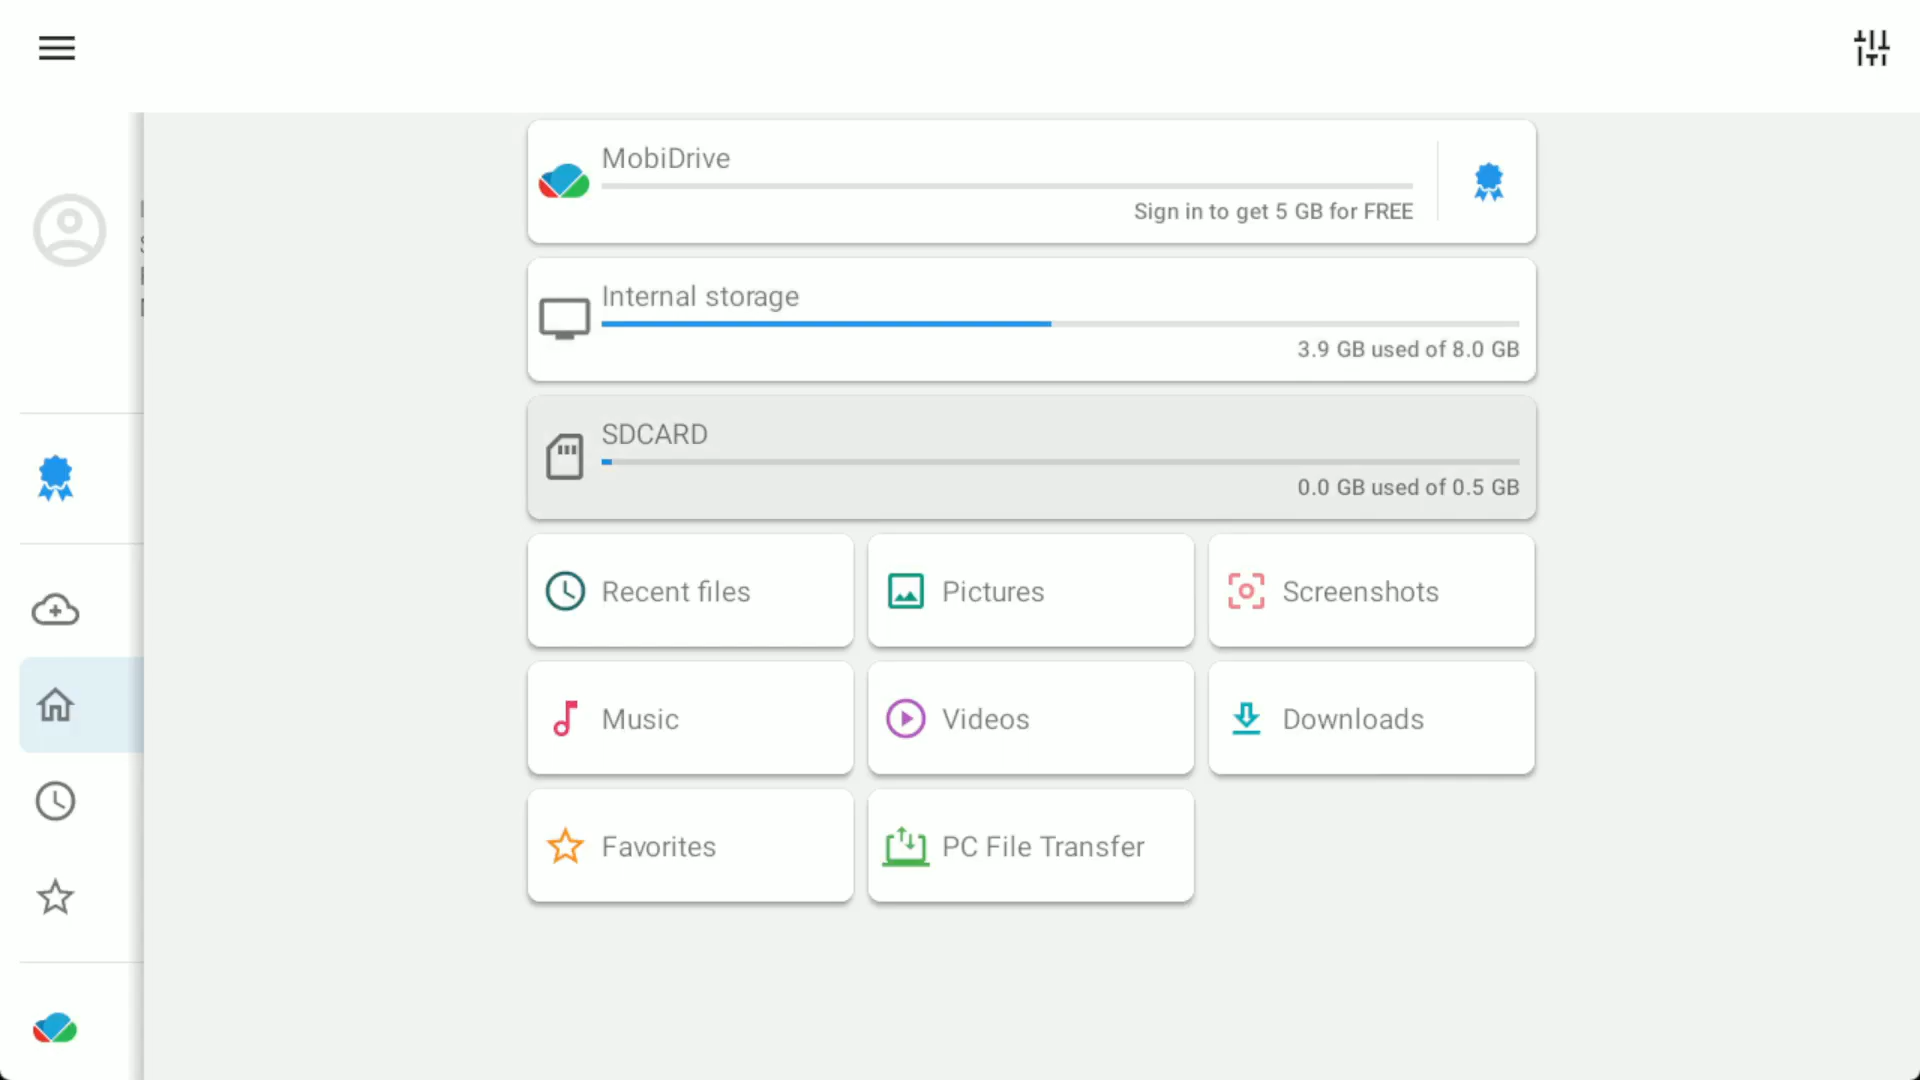 MobiDrive
Sign in to get 5 GB for FREE
Internal storage
3.9 GB used of 8.0 GB
SDCARD
0.0 GB used of 0.5 GB
Recent files
Pictures
Screenshots
Music
Videos
Downloads
Favorites
PC File Transfer